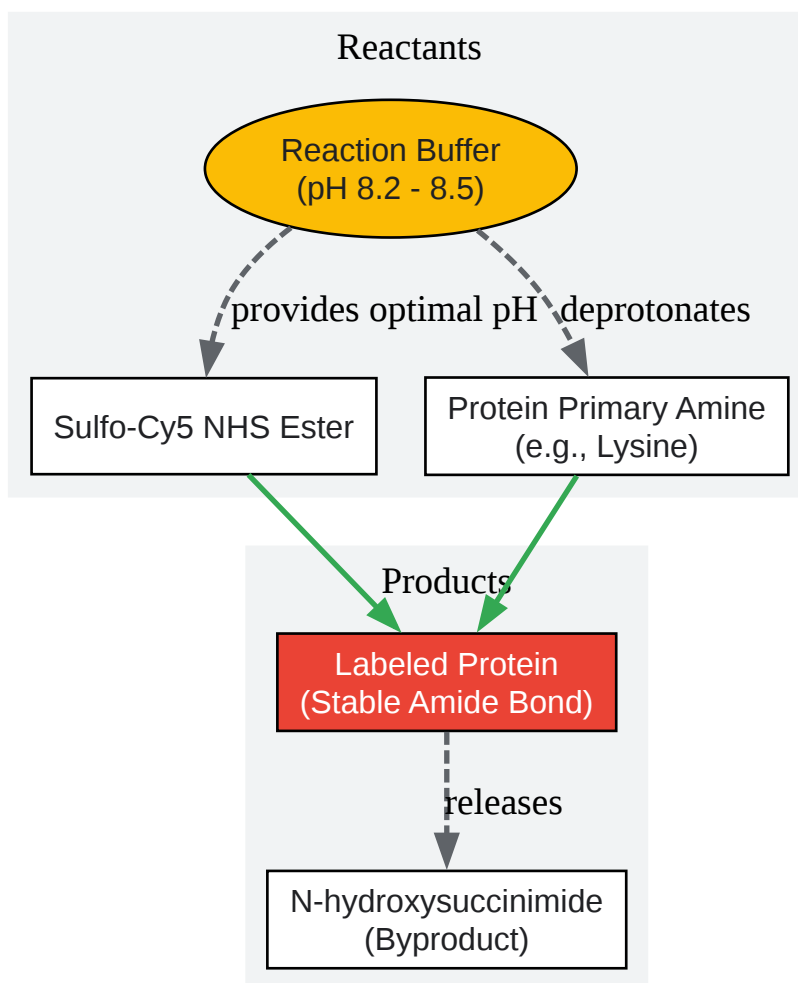 Reactants
Reaction Buffer
(pH 8.2 - 8.5)
provides optimal pH
deprotonates
Sulfo-Cy5 NHS Ester
Protein Primary Amine
(e.g., Lysine)
Products
Labeled Protein
(Stable Amide Bond)
releases
N-hydroxysuccinimide
(Byproduct)